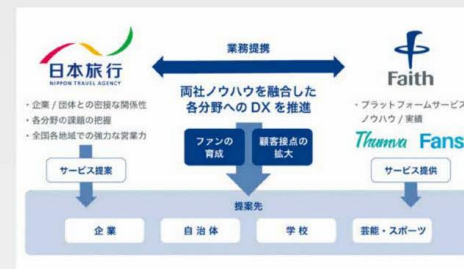 日本旅行
NIPPON TRAVEL AGENCY
・企業 / 団体との密接な関係性
・各分野の課題の把握
・全国各地域での強力な営業力
サービス提案
業務提携
両社ノウハウを融合した
各分野への DX を推進
ファンの
育成
顧客接点の
拡大
Faith
・プラットフォームサービス
ノウハウ / 実績
Thumva Fans
サービス提供
提案先
企業
自治体
学校
芸能・スポーツ